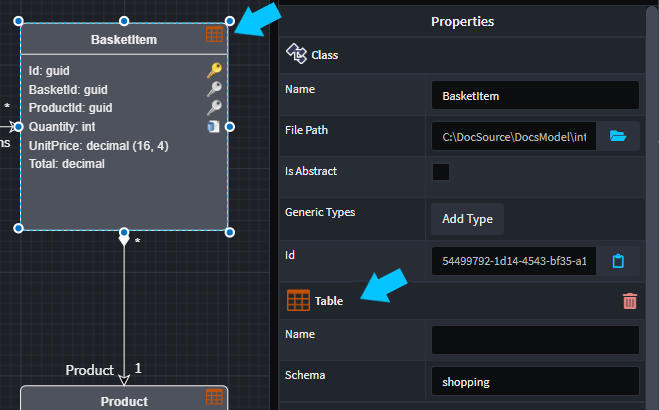 BasketItem
Id: guid
BasketId: guid
ProductId: guid
Quantity: int
UnitPrice: decimal (16, 4)
Total: decimal
*
ns
*
Product
1
Product
Properties
Class
Name
BasketItem
File Path
C:\DocSource\DocsModel\int
Is Abstract
Generic Types
Add Type
Id
54499792-1d14-4543-bf35-a1
Table
Name
Schema
shopping